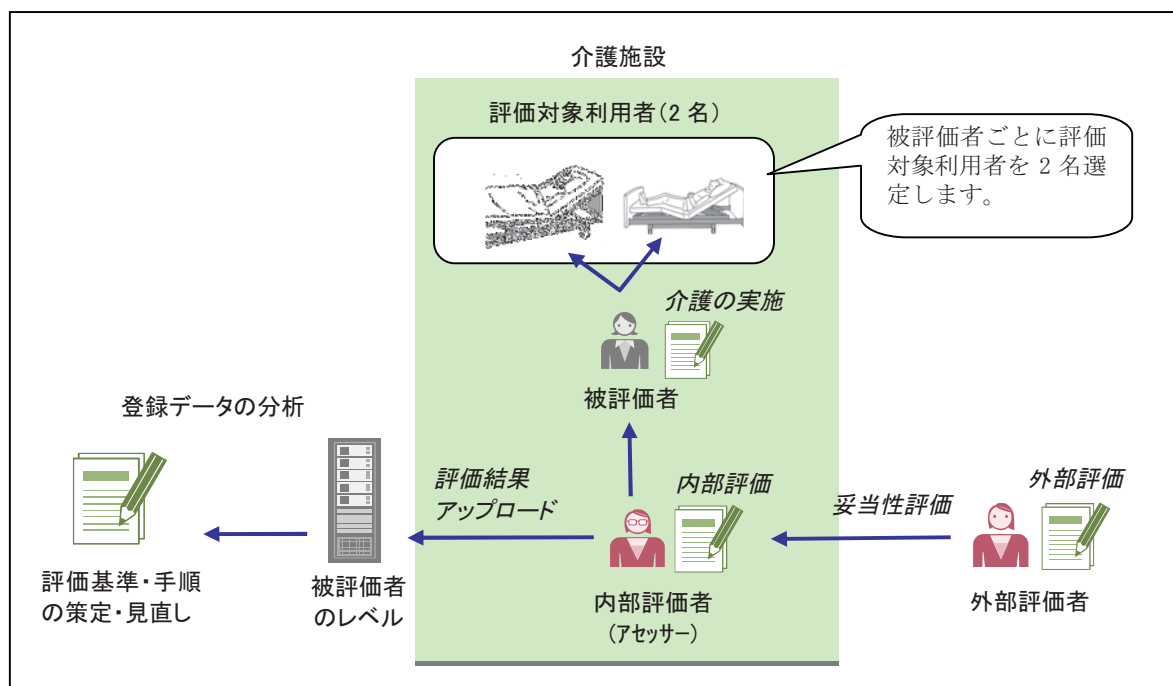 介護施設
評価対象利用者(2 名)
被評価者ごとに評価
対象利用者を 2 名選
定します。
介護の実施
被評価者
登録データの分析
評価結果
アップロード
内部評価
妥当性評価
外部評価
評価基準・手順
の策定・見直し
被評価者
のレベル
内部評価者
(アセッサー)
外部評価者